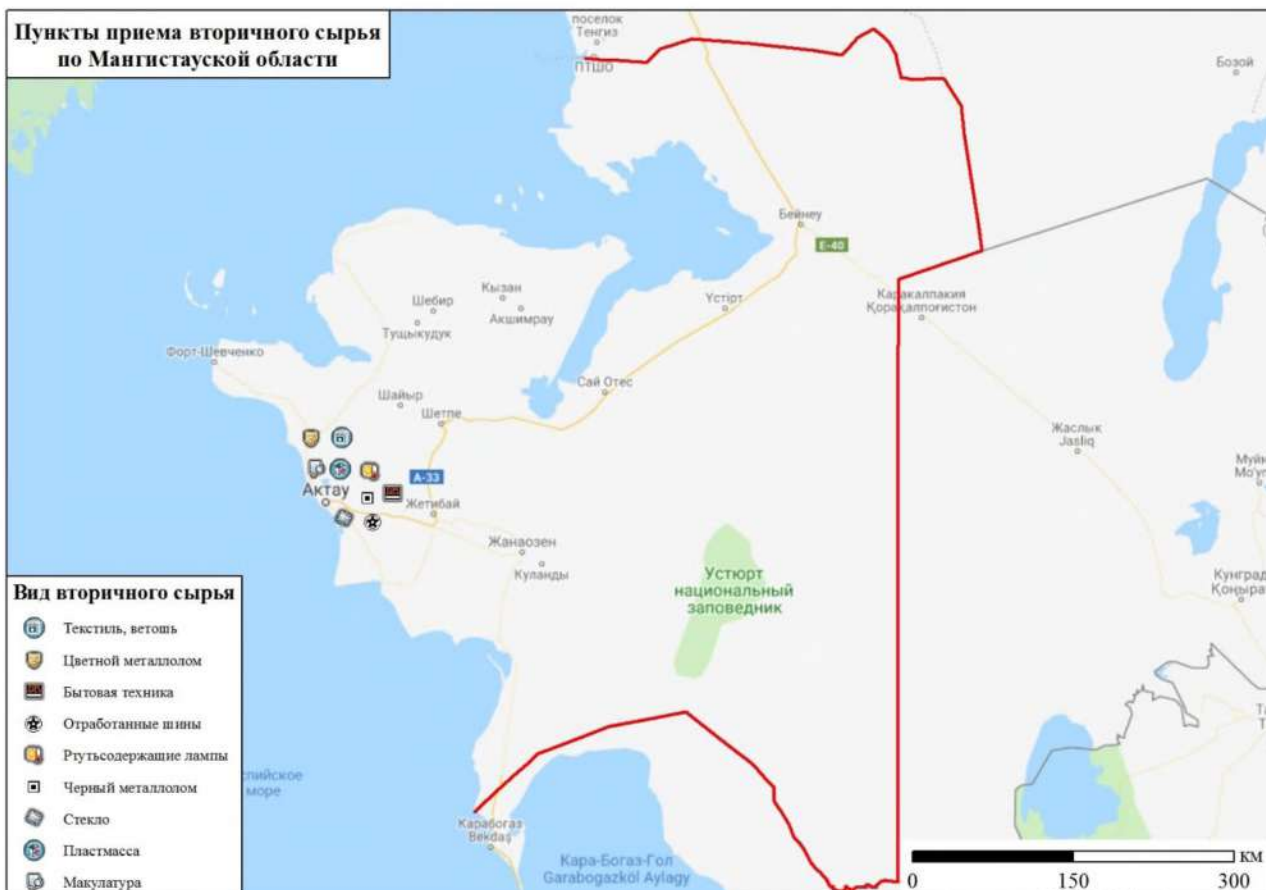 Пункты приема вторичного сырья
по Мангистауской области
поселок
Тенгиз
ПТШО
Бозой
Бейнеу
E-40
Кызан
Шебир
Акшимрау
Тущыкудук
Үстірт
Каракалпакия
Қорақалпоғистон
Форт-Шевченко
Сай Отес
Шайыр
Шетпе
Жаслык
Jasliq
Актау
A-33
Жетибай
Жанаозен
Куланды
Устюрт
национальный
заповедник
Кунград
Вид вторичного сырья
Текстиль, ветошь
Цветной металлолом
Бытовая техника
Отработанные шины
Ртутьсодержащие лампы
Черный металлолом
Стекло
Пластмасса
Макулатура
море
Карабогаз
Bekdaş
Кара-Богаз-Гол
Garabogazköl Aylagy
км
0 150 300